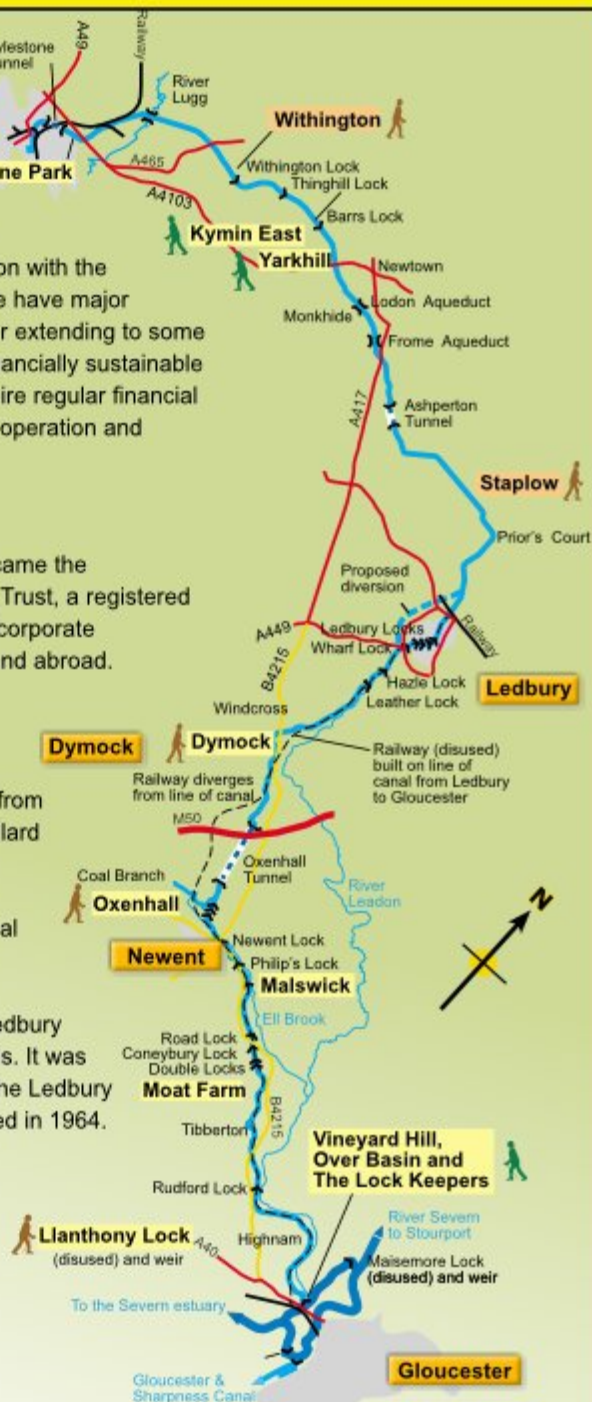 A49
Railway
River
Lugg
Withington
ne Park
A465
A4103
Withington Lock
Thinghill Lock
Barrs Lock
Kymin East
Yarkhill
Newtown
on with the
e have major
r extending to some
ancially sustainable
ire regular financial
operation and
Lodon Aqueduct
Monkhide
Frome Aqueduct
A417
Ashperton
Tunnel
Staplow
Prior's Court
came the
Trust, a registered
corporate
nd abroad.
Proposed
diversion
A449
Ledbury Locks
Wharf Lock
Railway
B4215
Hazle Lock
Leather Lock
Ledbury
Windcross
Dymock
Dymock
Railway (disused)
built on line of
canal from Ledbury
to Gloucester
Railway diverges
from line of canal
from
lard
M50
Oxenhall
Tunnel
Coal Branch
Oxenhall
River
Leadon
N
al
Newent
Newent Lock
Philip's Lock
Malswick
Ell Brook
edbury
s. It was
he Ledbury
ed in 1964.
Road Lock
Coneybury Lock
Double Locks
Moat Farm
B4215
Tibberton
Vineyard Hill,
Over Basin and
The Lock Keepers
Rudford Lock
Llanthony Lock
(disused) and weir
A40
Highnam
River Severn
to Stourport
Maisemore Lock
(disused) and weir
To the Severn estuary
Gloucester
Gloucester &
Sharpness Canal